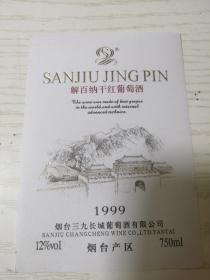 SANJIU JING PIN
解百纳干红葡萄酒
The wine was made of best grapes
in the world,and with internal
advanced technico.
1999
烟台三九长城葡萄酒有限公司
SANJIU CHANGCHENG WINE CO.,LTD.YANTAI
12%vol
烟台产区
750ml